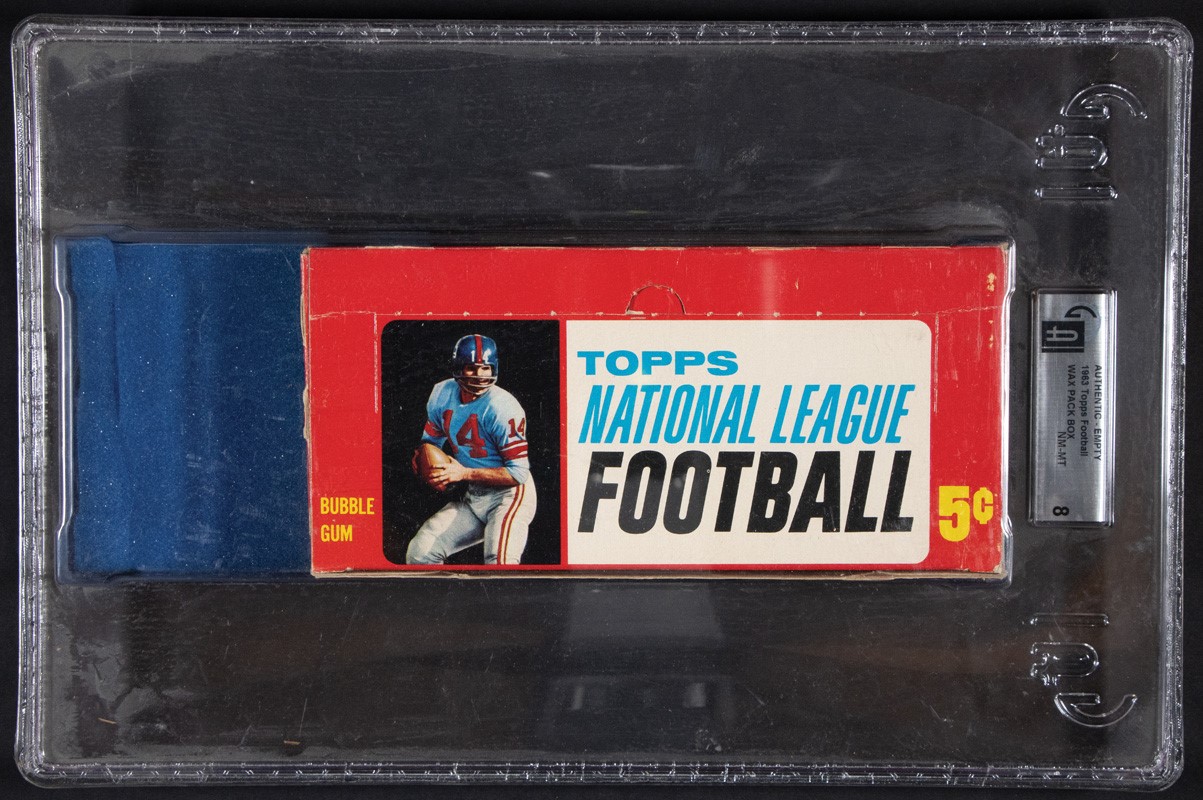 TOPPS
NATIONAL LEAGUE
FOOTBALL
BUBBLE
GUM
5¢
14
14
AUTHENTIC - EMPTY
1963 Topps Football
WAX PACK BOX
NM-MT
8